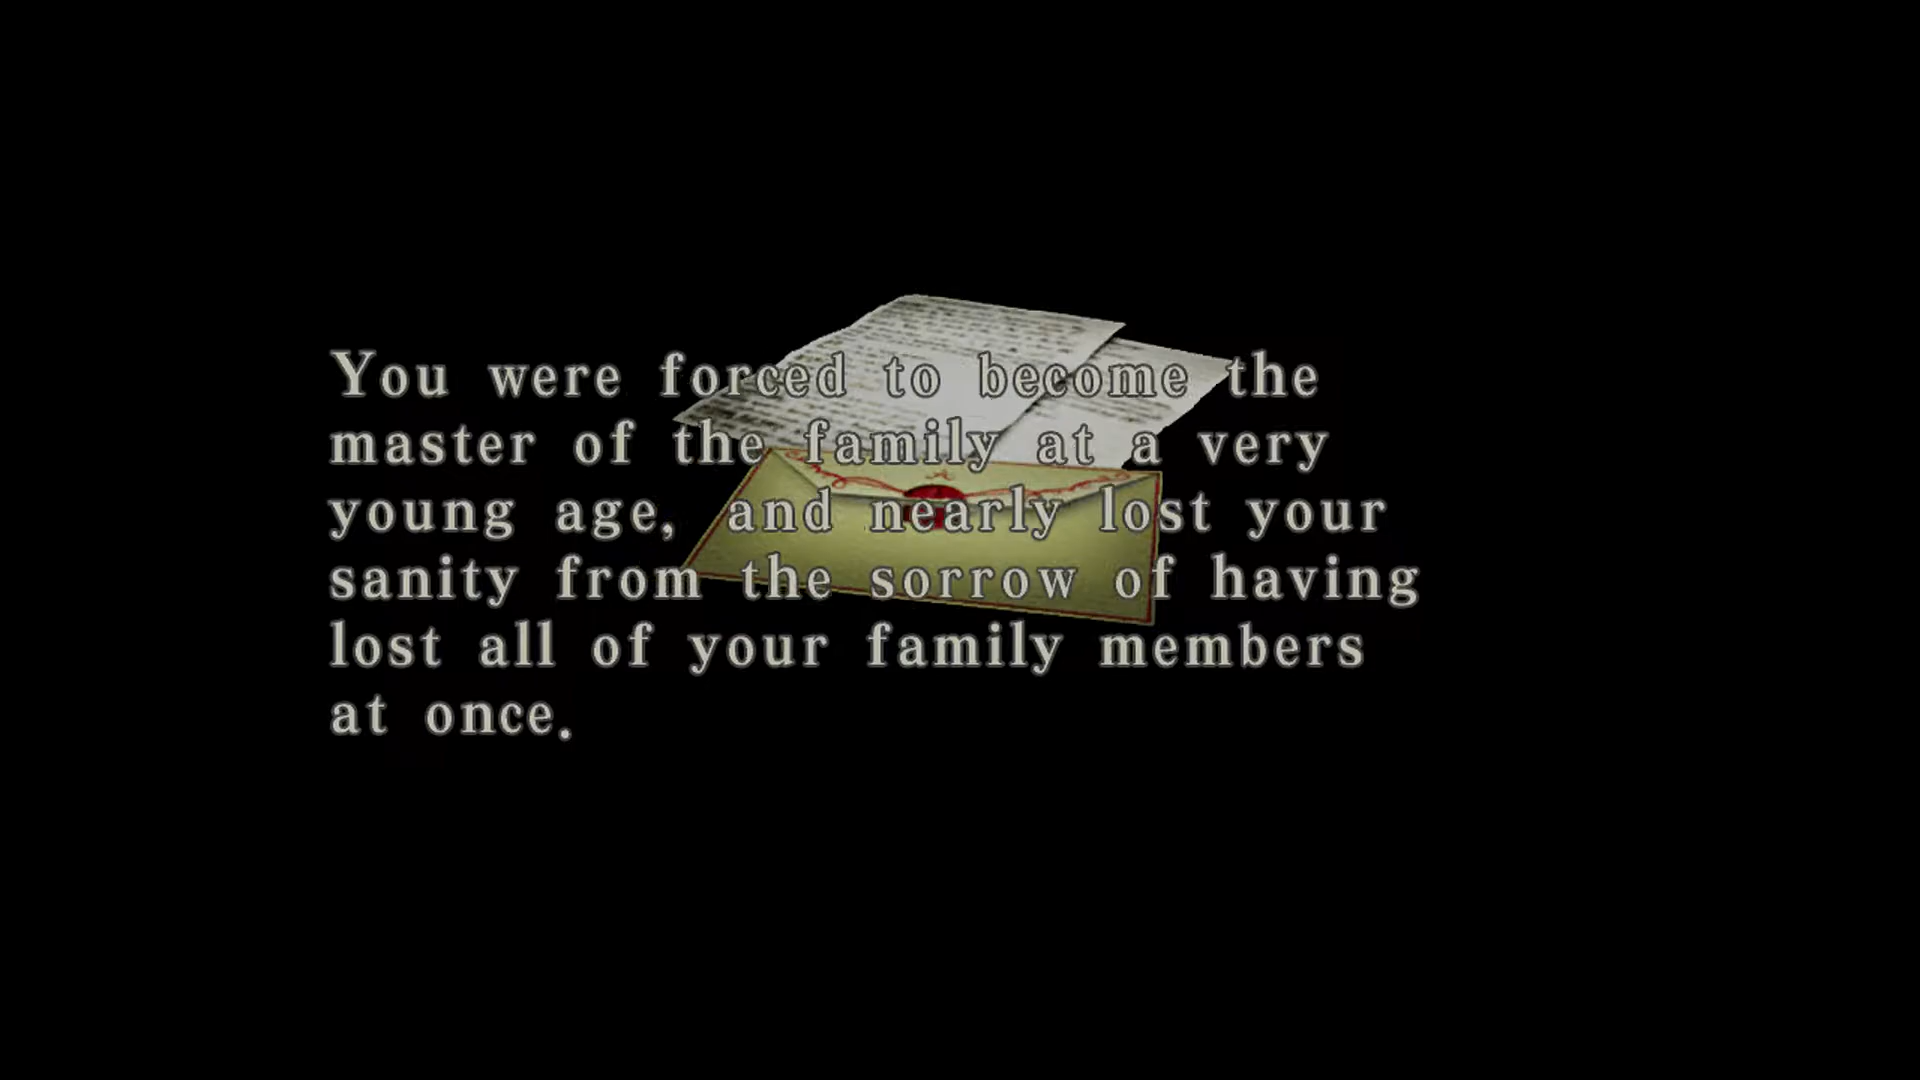 You were forced to become the
master of the family at a very
young age, and nearly lost your
sanity from the sorrow of having
lost all of your family members
at once.